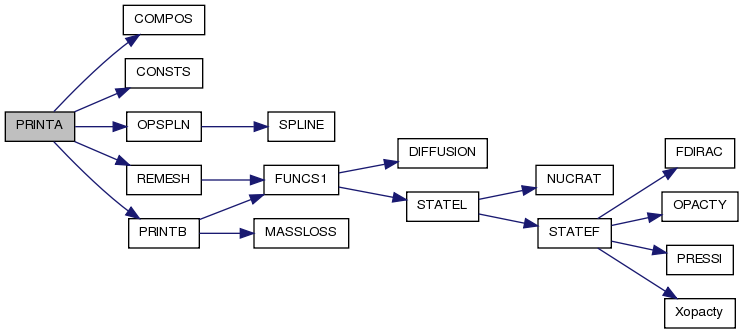 COMPOS
CONSTS
PRINTA
OPSPLN
SPLINE
REMESH
PRINTB
FUNCS1
MASSLOSS
DIFFUSION
STATEL
NUCRAT
STATEF
FDIRAC
OPACTY
PRESSI
Xopacty